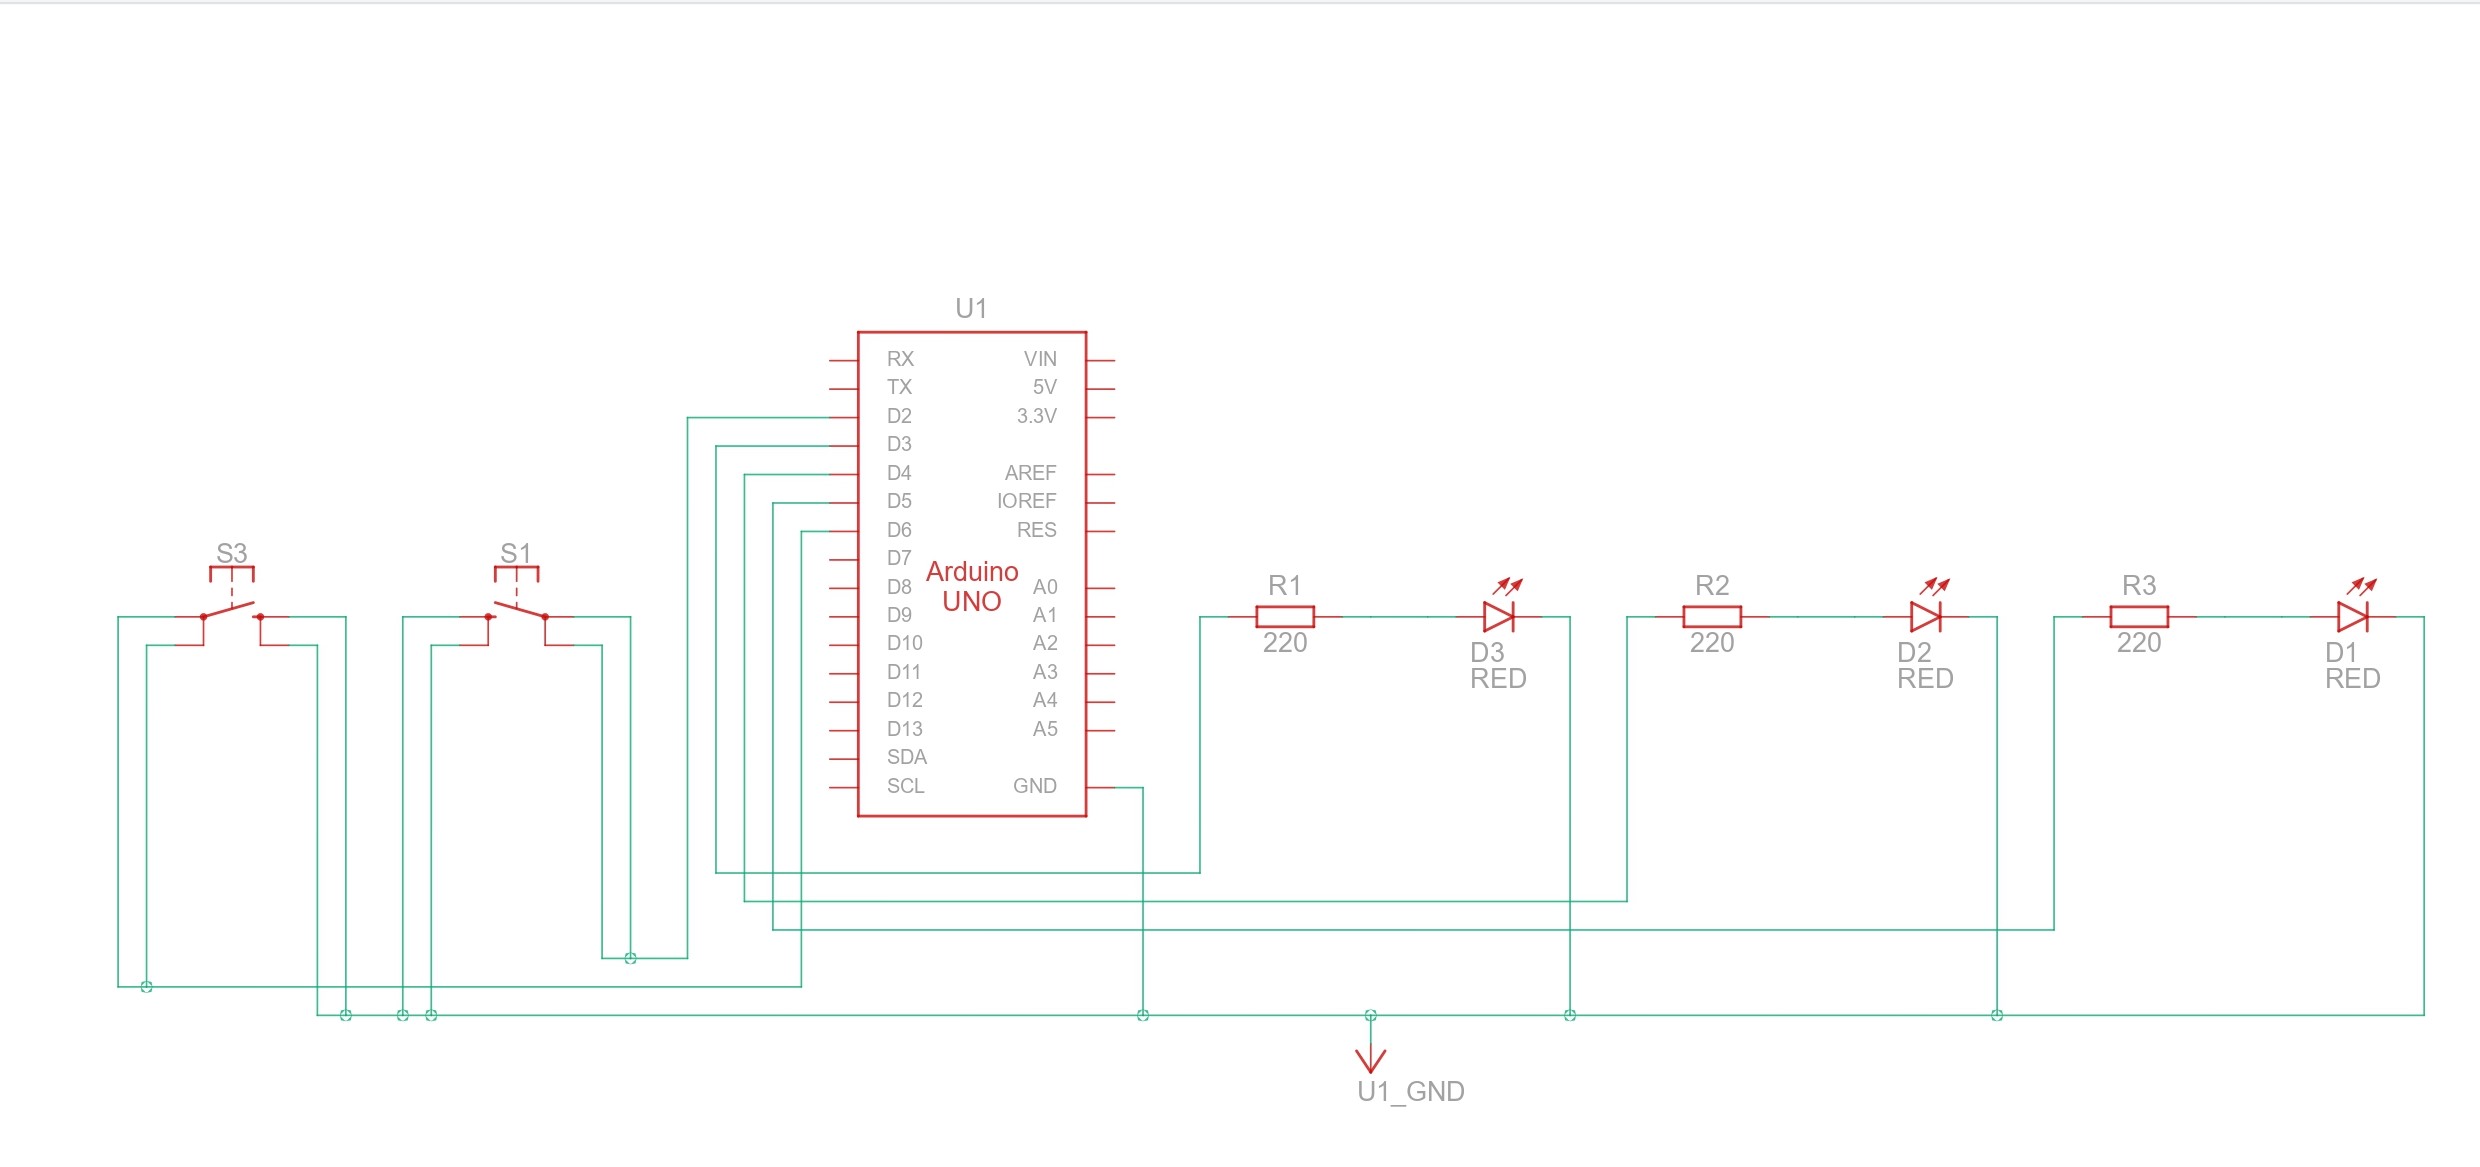 U1
RX VIN
TX 5V
D2 3.3V
D3
D4 AREF
D5 IOREF
D6 RES
D7
Arduino
UNO
D8 A0
D9 A1
D10 A2
D11 A3
D12 A4
D13 A5
SDA
SCL GND
S3
S1
R1
220
D3
RED
R2
220
D2
RED
R3
220
D1
RED
U1_GND